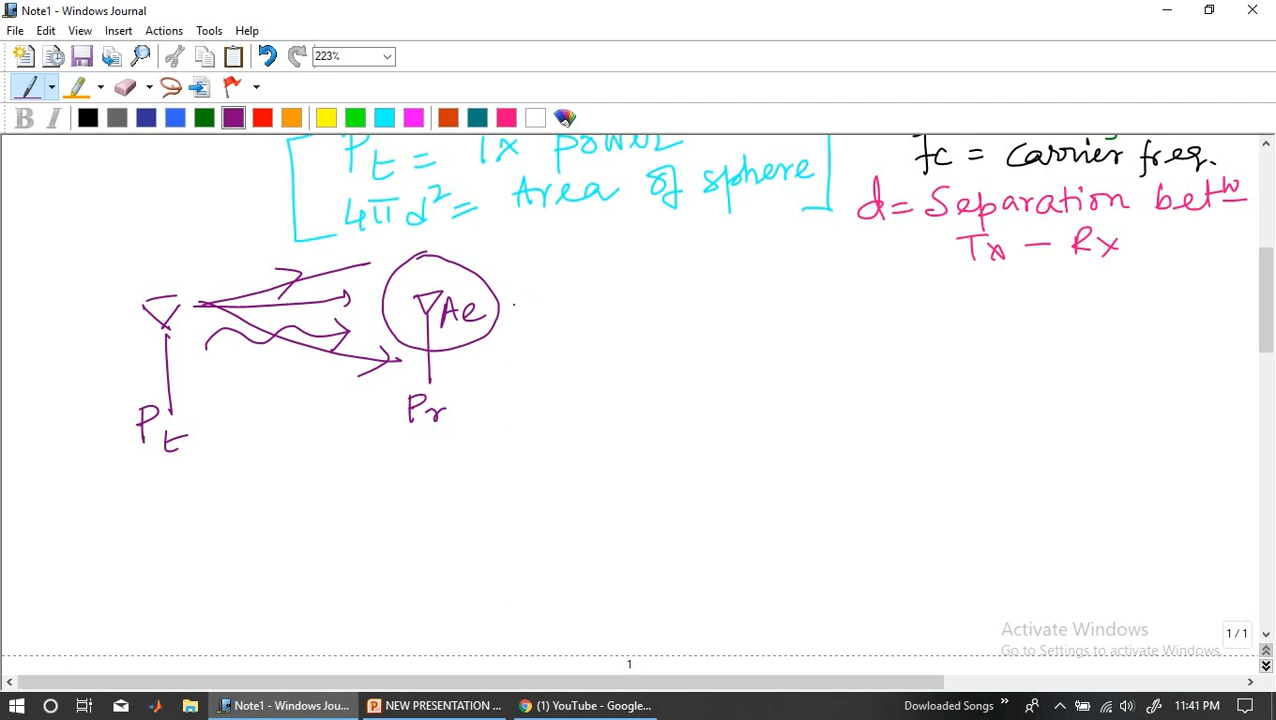 Note1 - Windows Journal
File Edit View Insert Actions Tools Help
223%
B I
Pt = Tx power
4πd² = Area of sphere
fc = Carrier freq.
d = Separation betw
Tx - Rx
Ae
Pt
Pr
Activate Windows
Go to Settings to activate Windows.
1/1
1
Note1 - Windows Jou... NEW PRESENTATION ... (1) YouTube - Google... Dowloaded Songs » 11:41 PM